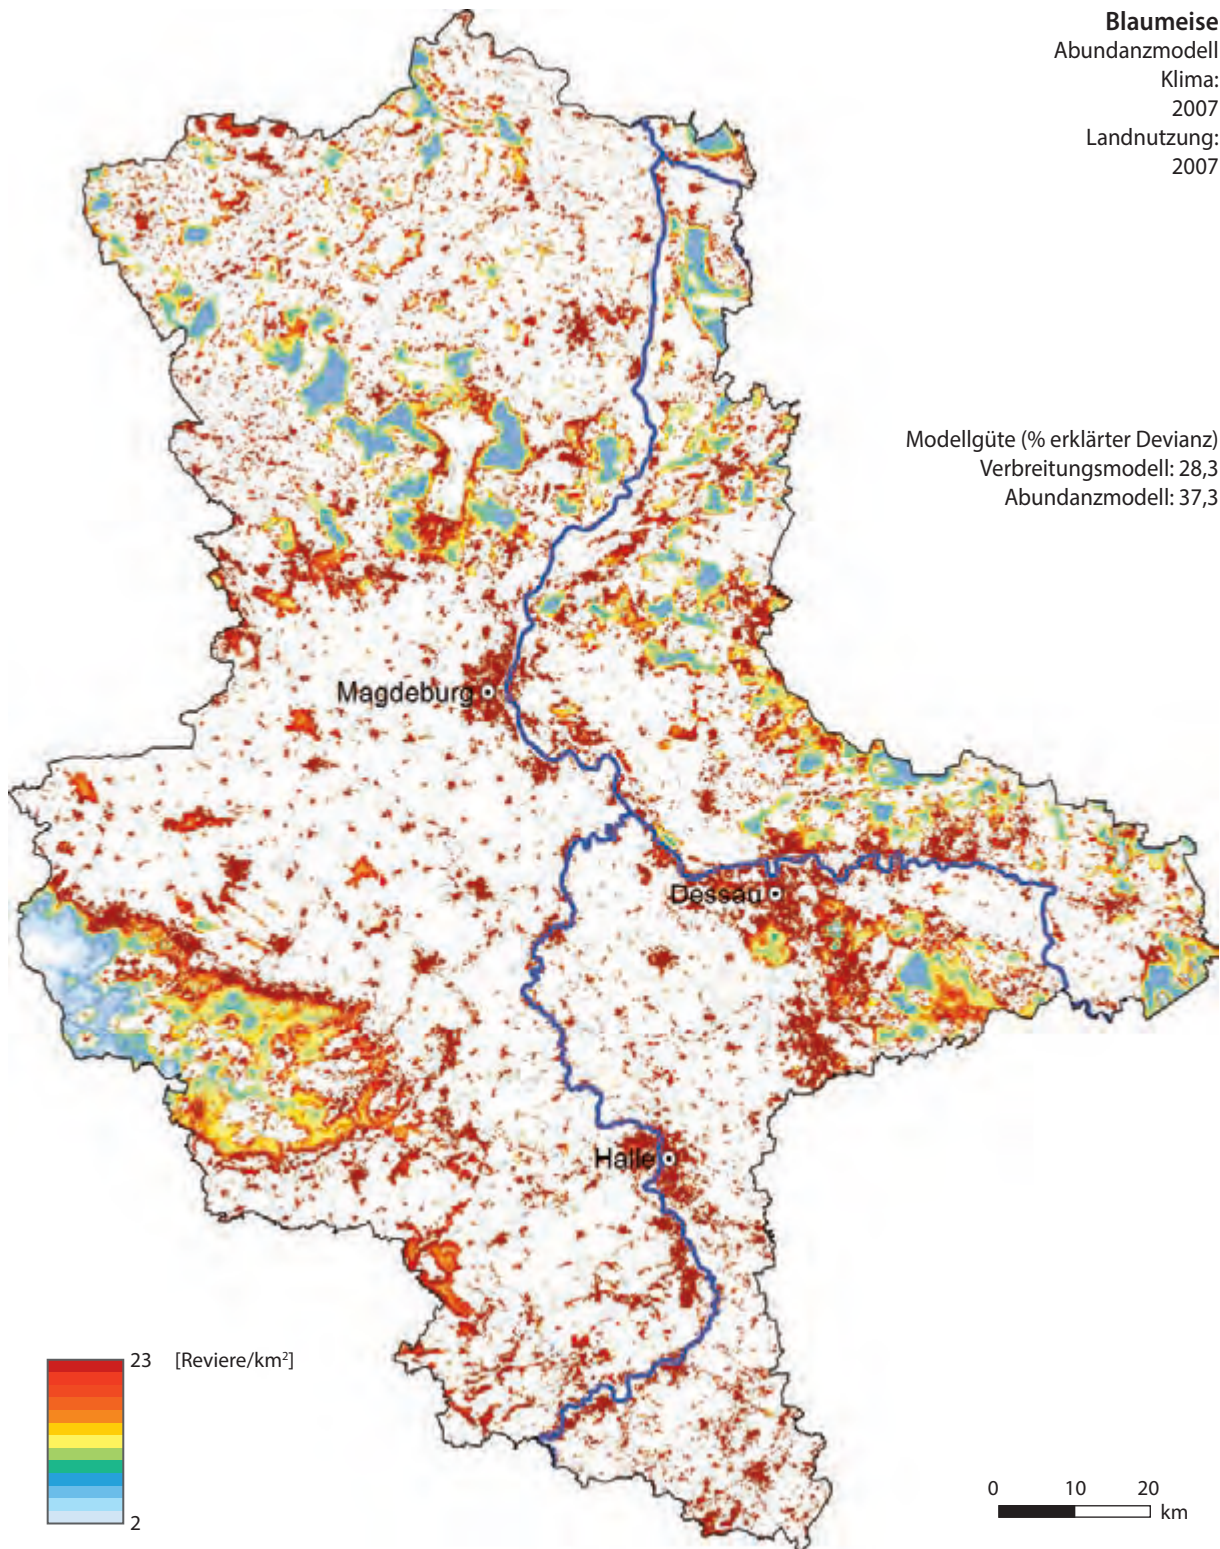 Blaumeise
Abundanzmodell
Klima:
2007
Landnutzung:
2007
Modellgüte (% erklärter Devianz)
Verbreitungsmodell: 28,3
Abundanzmodell: 37,3
Magdeburg
Dessau
Halle
23 [Reviere/km²]
2
0 10 20
km